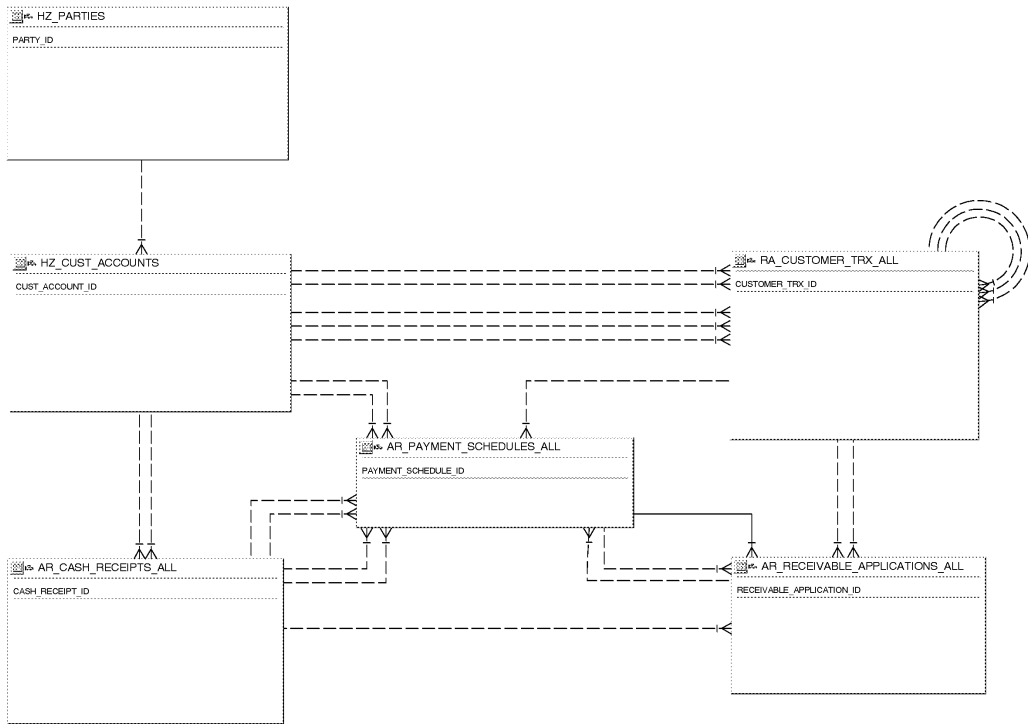 HZ_PARTIES
PARTY_ID
HZ_CUST_ACCOUNTS
CUST_ACCOUNT_ID
RA_CUSTOMER_TRX_ALL
CUSTOMER_TRX_ID
AR_PAYMENT_SCHEDULES_ALL
PAYMENT_SCHEDULE_ID
AR_CASH_RECEIPTS_ALL
CASH_RECEIPT_ID
AR_RECEIVABLE_APPLICATIONS_ALL
RECEIVABLE_APPLICATION_ID